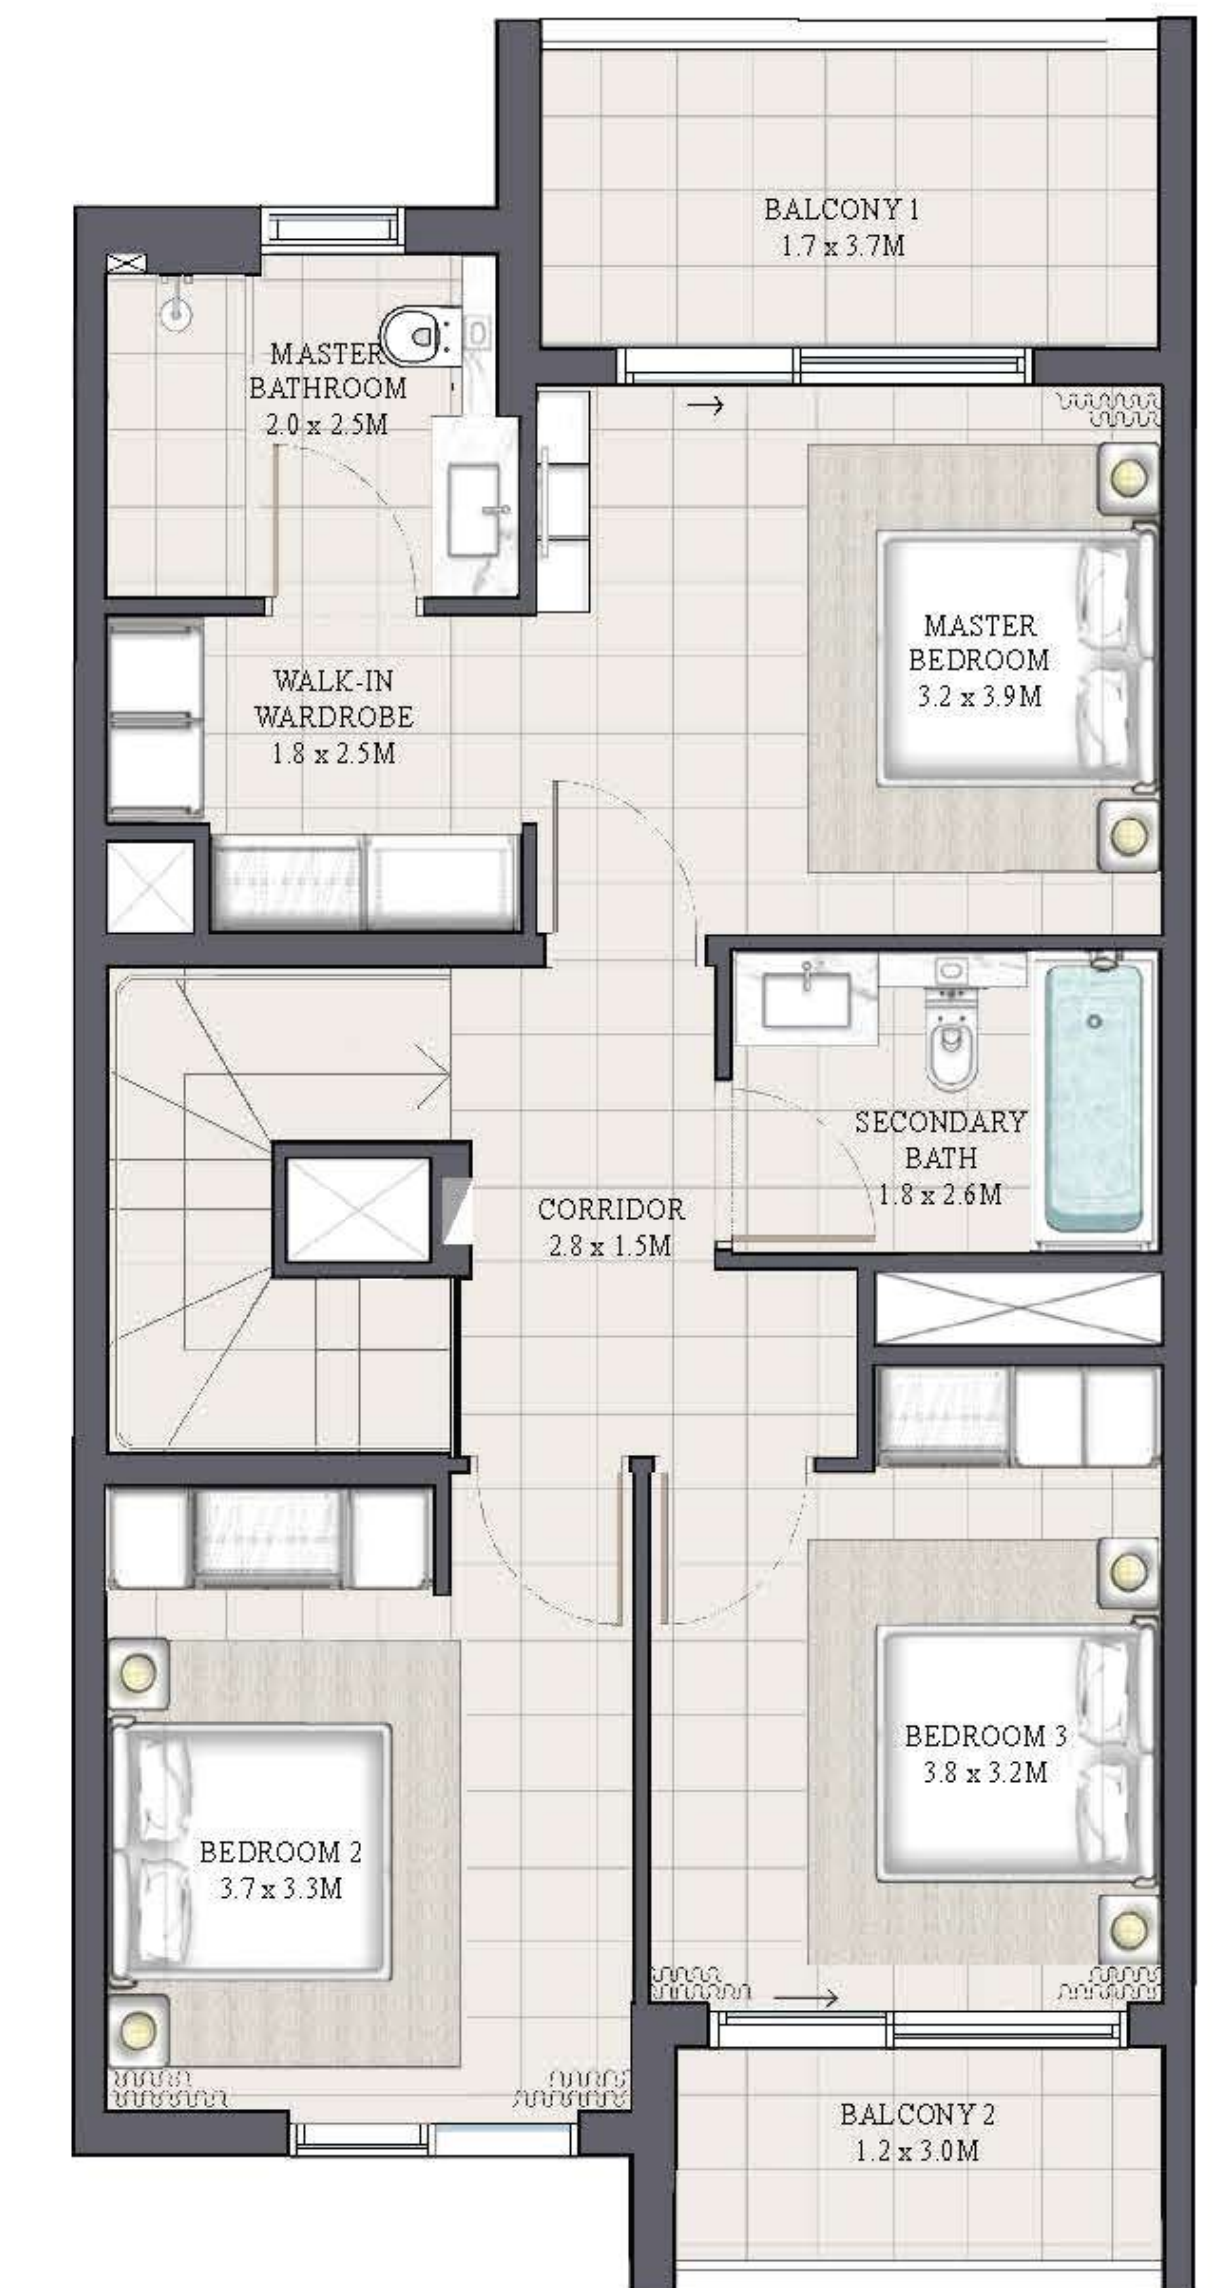 BALCONY 1
1.7 x 3.7M
MASTER
BATHROOM
2.0 x 2.5M
MASTER
BEDROOM
3.2 x 3.9M
WALK-IN
WARDROBE
1.8 x 2.5M
SECONDARY
BATH
1.8 x 2.6M
CORRIDOR
2.8 x 1.5M
BEDROOM 3
3.8 x 3.2M
BEDROOM 2
3.7 x 3.3M
BALCONY 2
1.2 x 3.0M